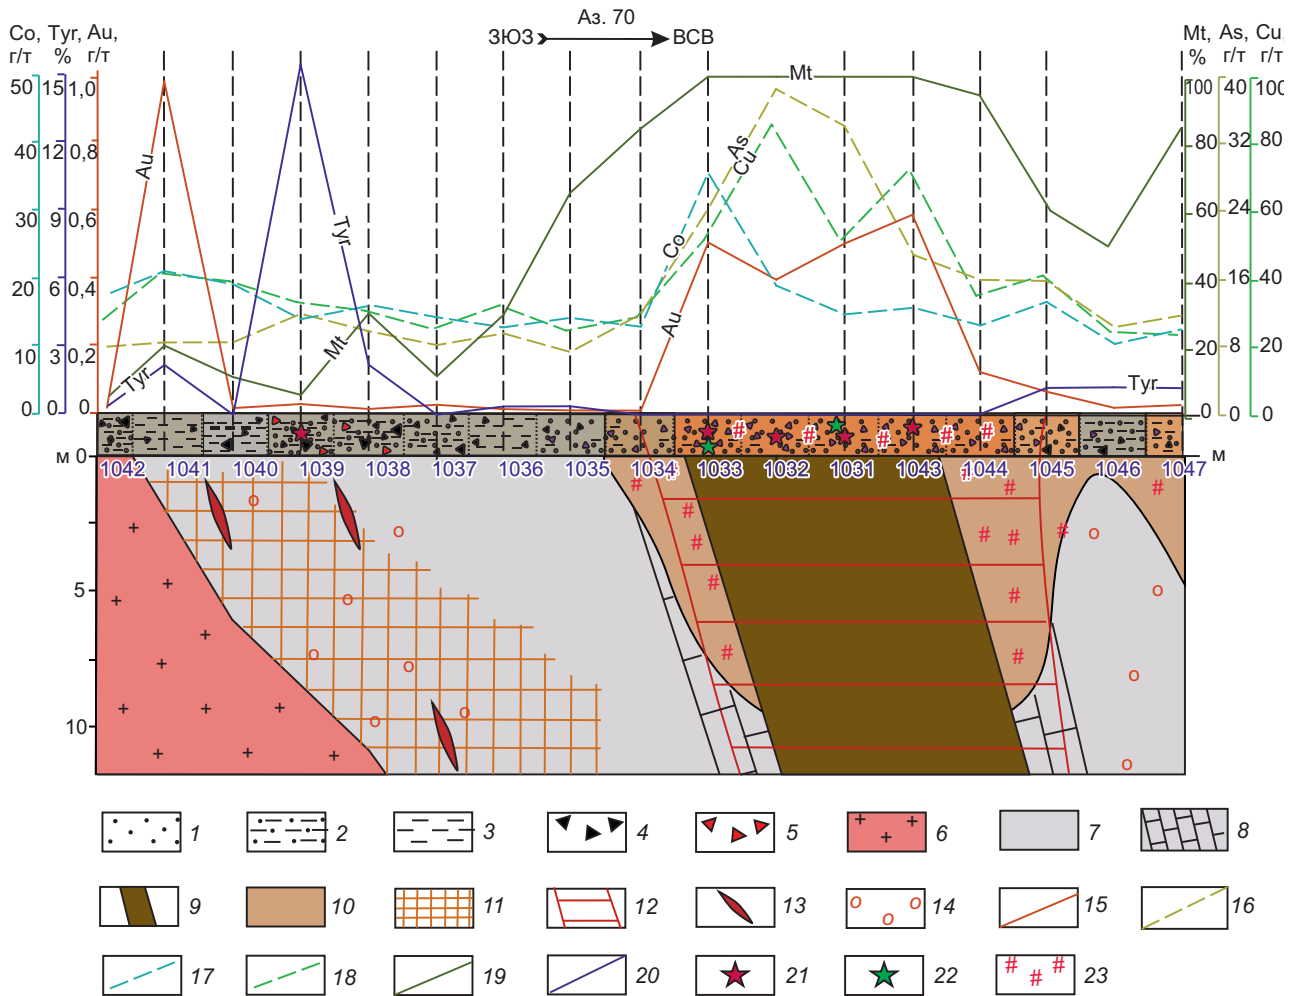 Аз. 70
ЗЮЗ ВСВ
Co, Tyr, Au,
г/т % г/т
Mt, As, Cu,
% г/т г/т
50 15 1,0
40 12 0,8
30 9 0,6
20 6 0,4
10 3 0,2
0 0 0
100 40 100
80 32 80
60 24 60
40 16 40
20 8 20
0 0 0
Au
Tyr
Tyr
Mt
Mt
As
Cu
Co
Au
Tyr
м 0
м
1042 1041 1040 1039 1038 1037 1036 1035 1034 1033 1032 1031 1043 1044 1045 1046 1047
5
10
1 2 3 4 5 6 7 8
9 10 11 12 13 14 15 16
17 18 19 20 21 22 23